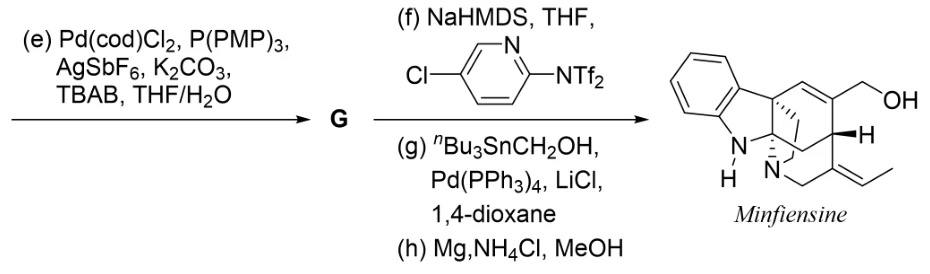 (e) Pd(cod)Cl2, P(PMP)3,
AgSbF6, K2CO3,
TBAB, THF/H2O
G
(f) NaHMDS, THF,
N
Cl
NTf2
(g) nBu3SnCH2OH,
Pd(PPh3)4, LiCl,
1,4-dioxane
(h) Mg,NH4Cl, MeOH
OH
H
N
H
N
Minfiensine